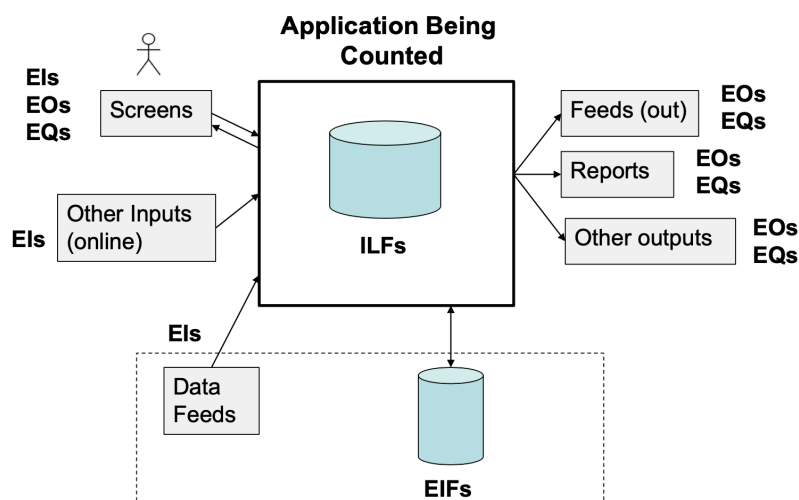 Application Being
Counted
EIs
EOs
EQs
Screens
Feeds (out)
EOs
EQs
Reports
EOs
EQs
Other Inputs
(online)
EIs
ILFs
Other outputs
EOs
EQs
EIs
Data
Feeds
EIFs